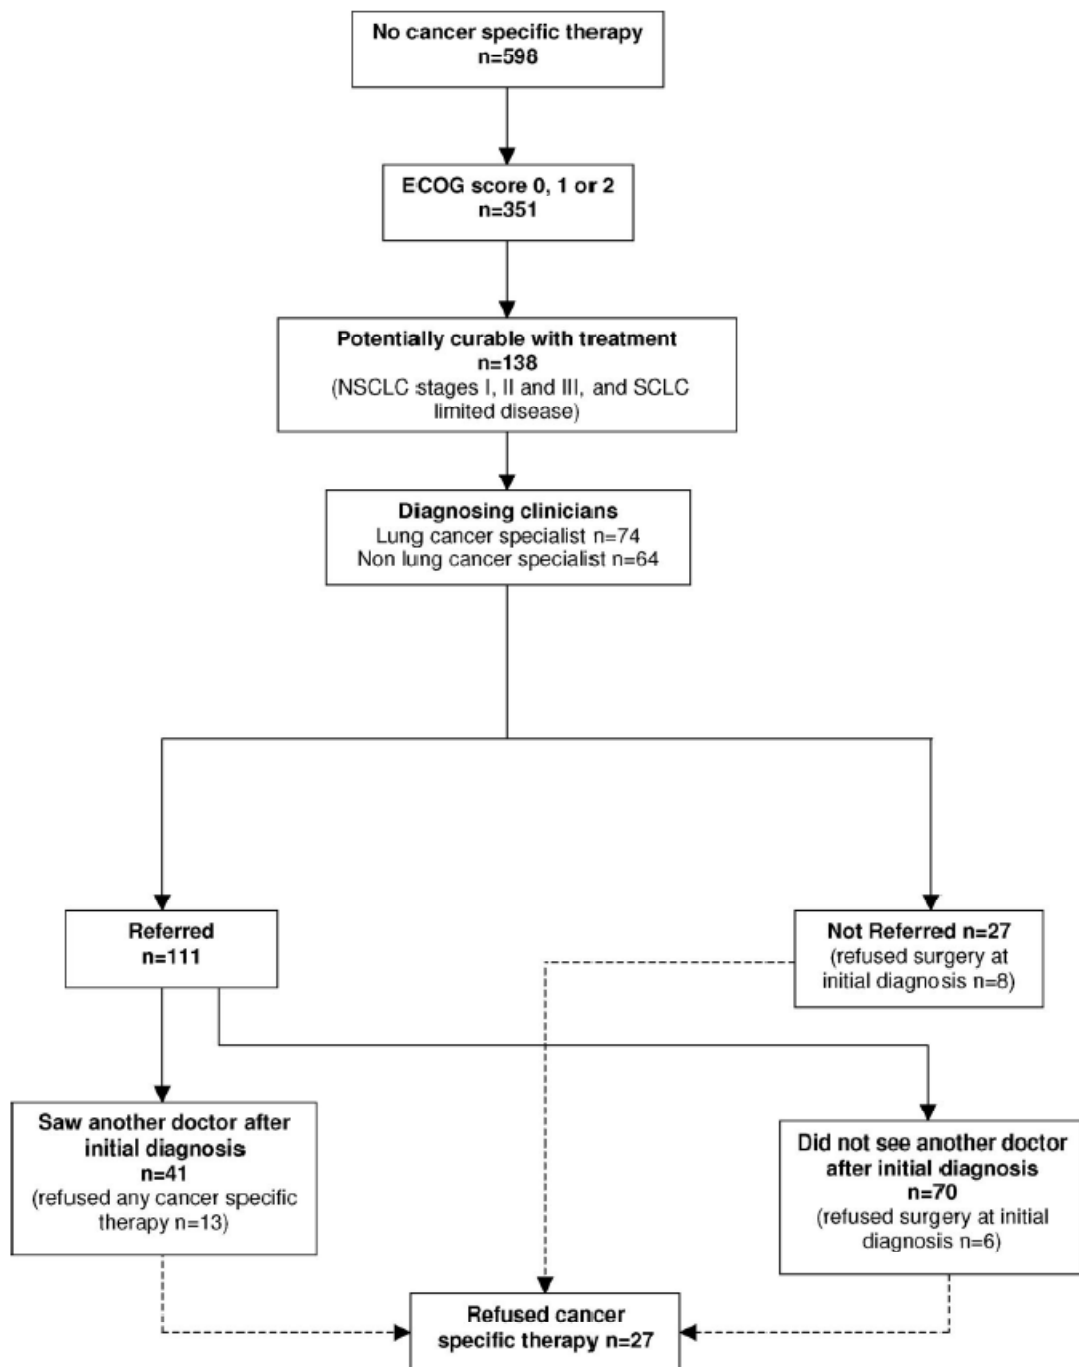 No cancer specific therapy
n=598
ECOG score 0, 1 or 2
n=351
Potentially curable with treatment
n=138
(NSCLC stages I, II and III, and SCLC
limited disease)
Diagnosing clinicians
Lung cancer specialist n=74
Non lung cancer specialist n=64
Referred
n=111
Not Referred n=27
(refused surgery at
initial diagnosis n=8)
Saw another doctor after
initial diagnosis
n=41
(refused any cancer specific
therapy n=13)
Did not see another doctor
after initial diagnosis
n=70
(refused surgery at initial
diagnosis n=6)
Refused cancer
specific therapy n=27